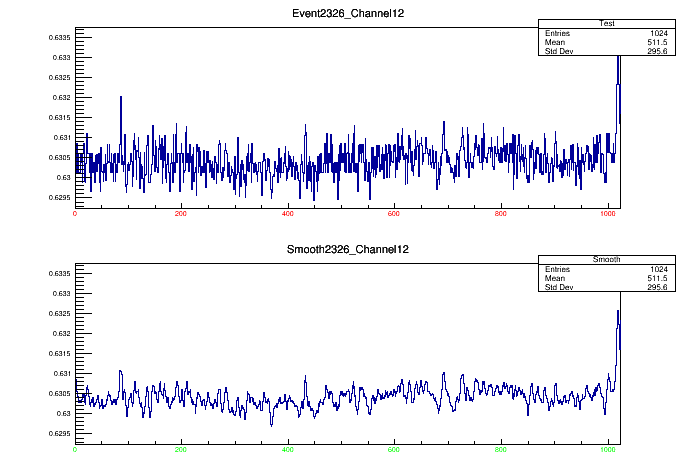 Event2326_Channel12
Test
Entries 1024
Mean 511.5
Std Dev 295.6
0.6335
0.633
0.6325
0.632
0.6315
0.631
0.6305
0.63
0.6295
0 200 400 600 800 1000
Smooth2326_Channel12
Smooth
Entries 1024
Mean 511.5
Std Dev 295.6
0.6335
0.633
0.6325
0.632
0.6315
0.631
0.6305
0.63
0.6295
0 200 400 600 800 1000